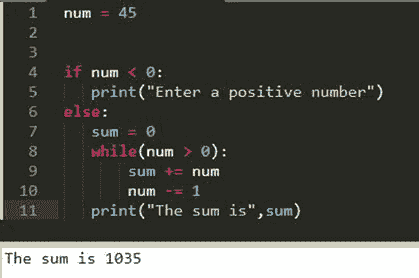 1 num = 45
2
3
4 if num < 0:
5 print("Enter a positive number")
6 else:
7 sum = 0
8 while(num > 0):
9 sum += num
10 num -= 1
11 print("The sum is",sum)
The sum is 1035